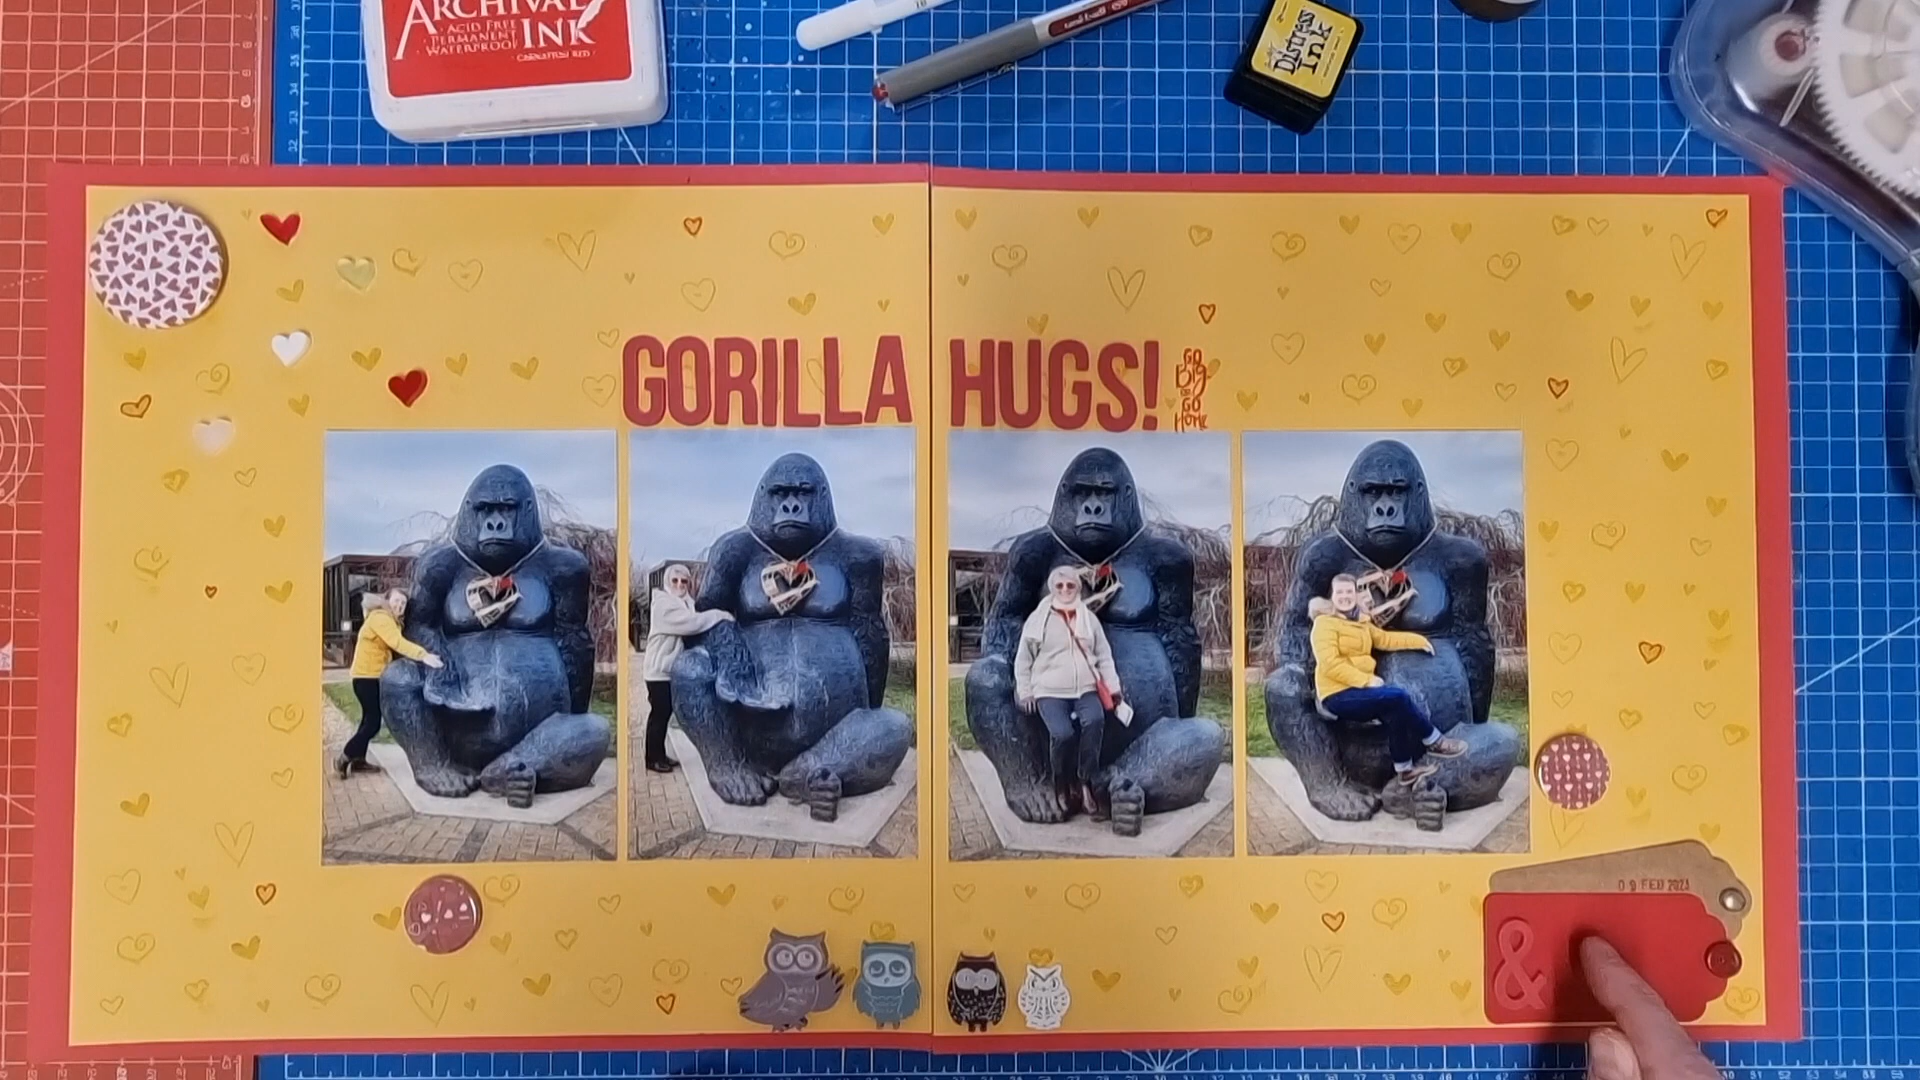 ARCHIVAL
ACID FREE
PERMANENT
WATERPROOF
INK
Distress
Ink
GORILLA HUGS!
GO
big
or
GO
Home
&